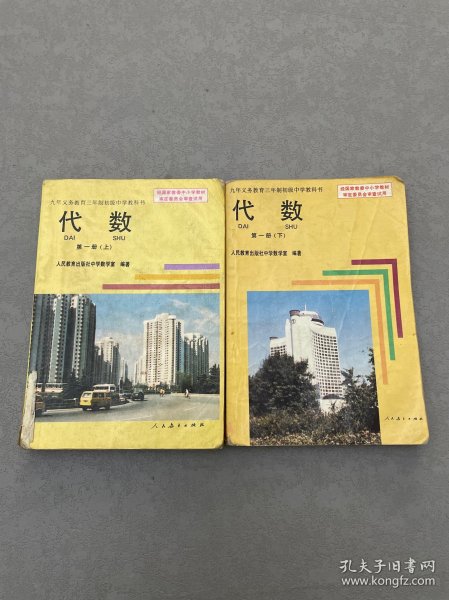 九年义务教育三年制初级中学教科书
经国家教委中小学教材
审定委员会审查试用
代数
DAI SHU
第一册(上)
人民教育出版社中学数学室 编著
人民教育出版社
九年义务教育三年制初级中学教科书
经国家教委中小学教材
审定委员会审查试用
代数
DAI SHU
第一册(下)
人民教育出版社中学数学室 编著
人民教育出版社
孔夫子旧书网
www.kongfz.com